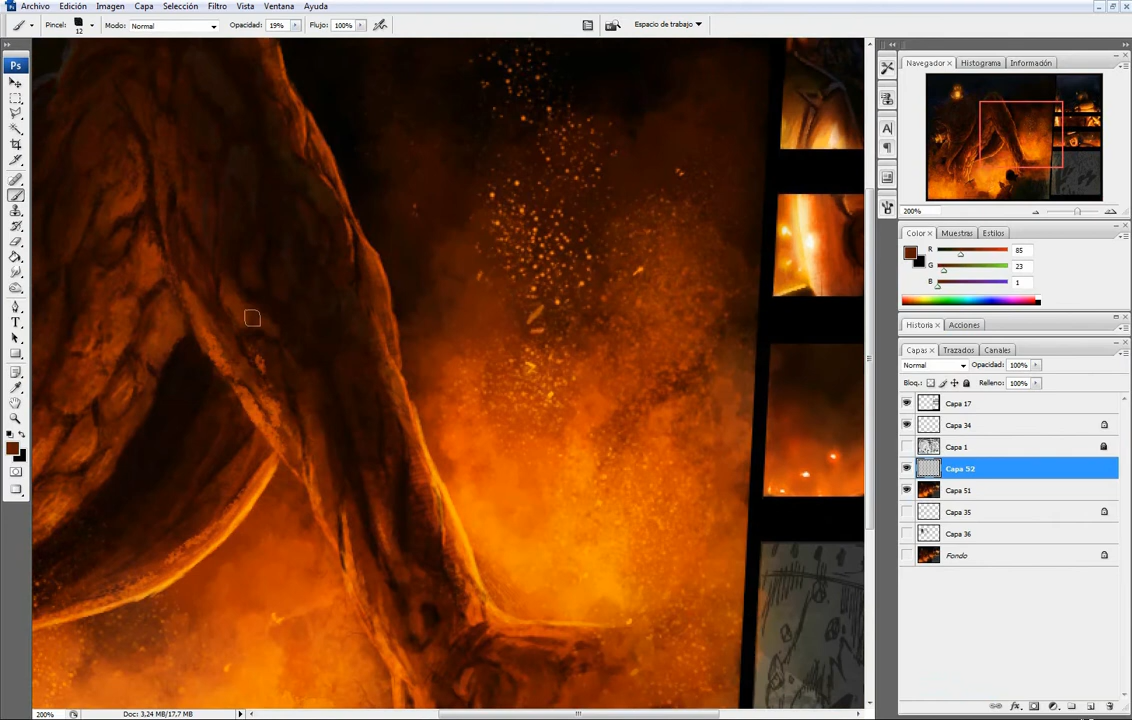 Archivo Edición Imagen Capa Selección Filtro Vista Ventana Ayuda
Pincel: 12 Modo: Normal Opacidad: 19% Flujo: 100% Espacio de trabajo
Ps
Navegador Histograma Información
200%
Color Muestras Estilos
R 85
G 23
B 1
Historia Acciones
Capas Trazados Canales
Normal Opacidad: 100%
Bloq.: Relleno: 100%
Capa 17
Capa 34
Capa 1
Capa 52
Capa 51
Capa 35
Capa 36
Fondo
200% Doc: 3,24 MB/17,7 MB